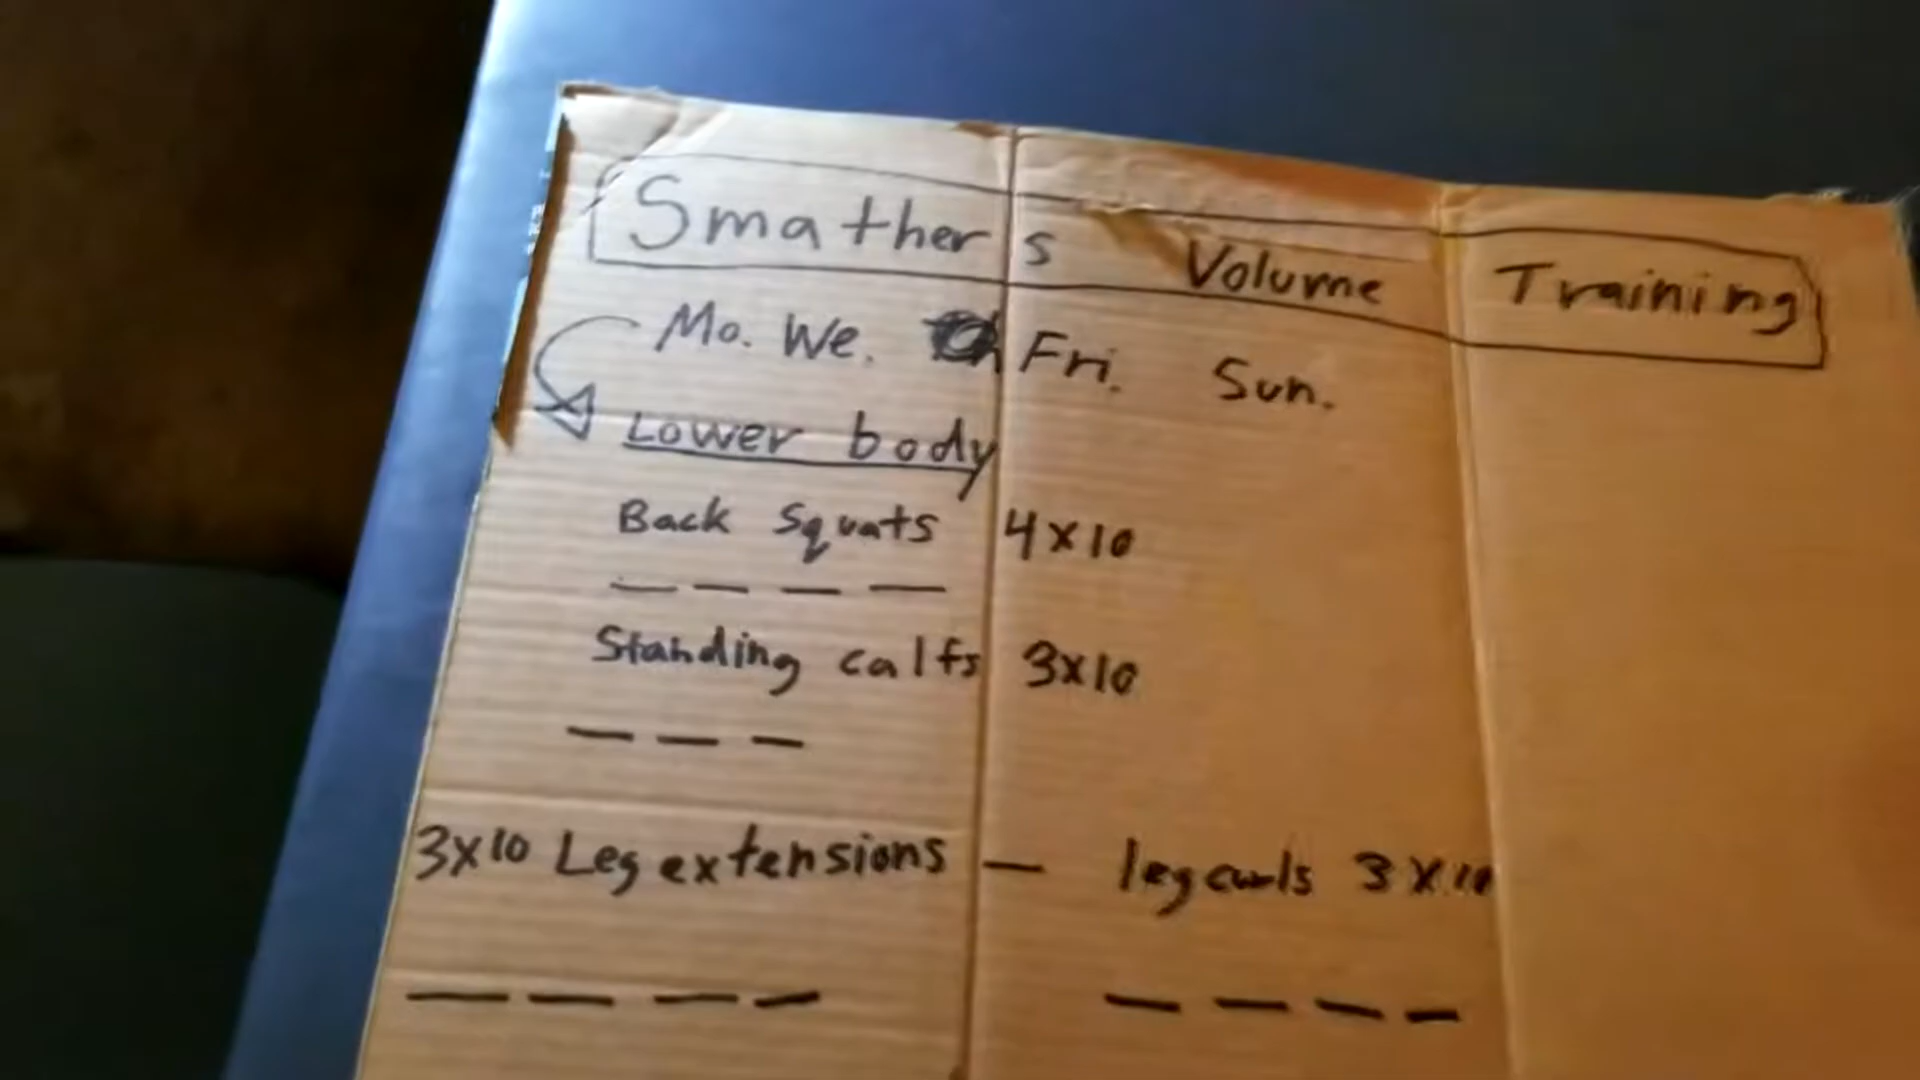 Smathers Volume Training
Mo. We. Fri. Sun.
Lower body
Back Squats 4x10
Standing calfs 3x10
3x10 Leg extensions — leg curls 3x10